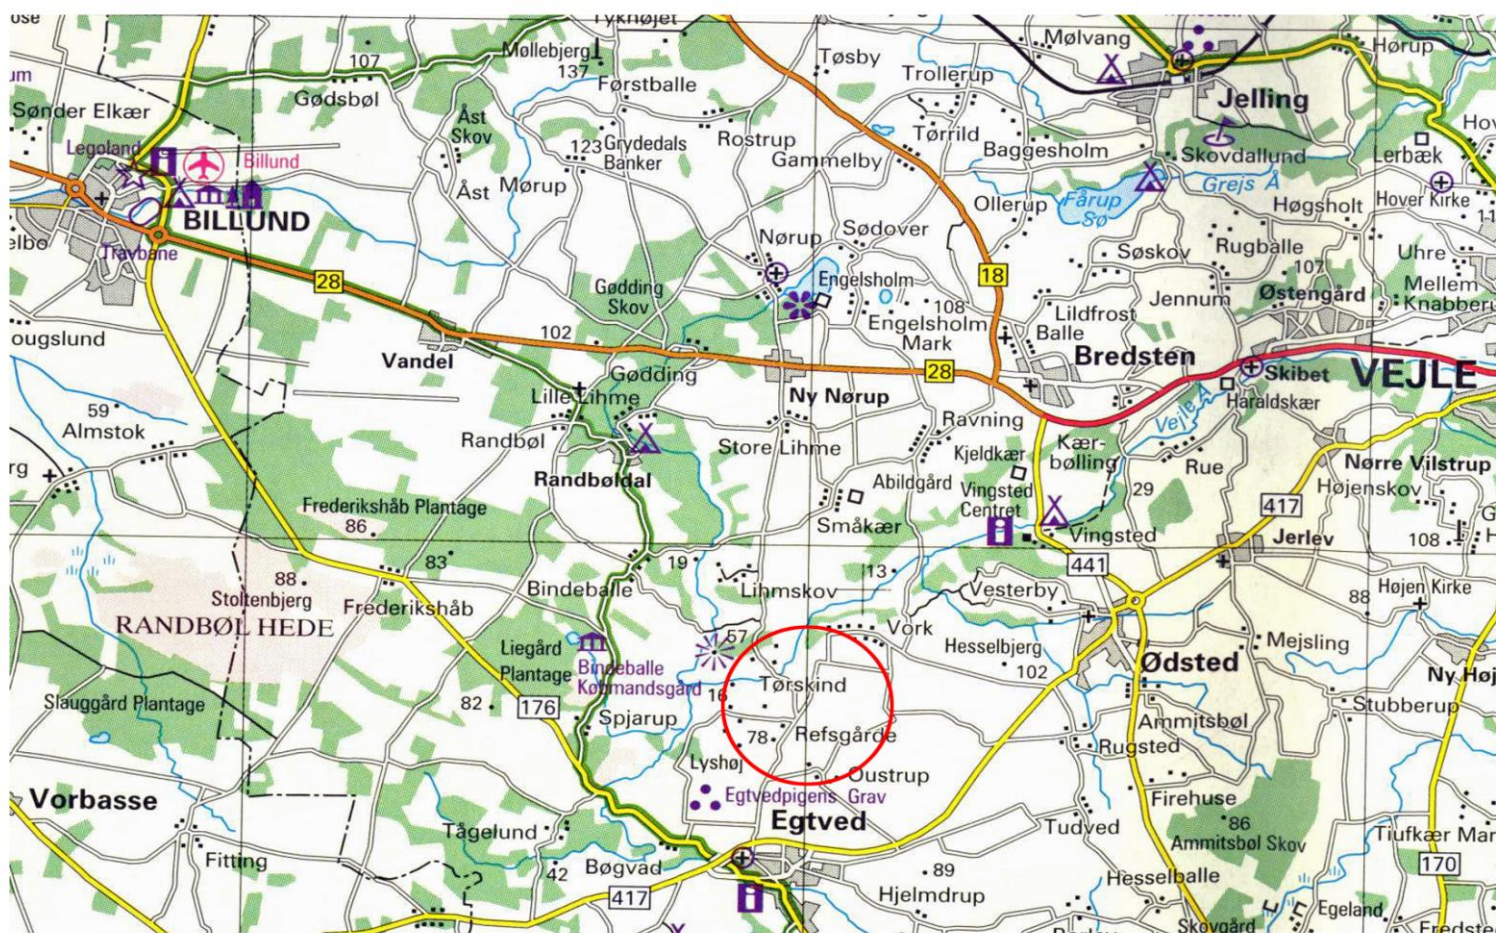 Tykhøjet
Mølvang
Hørup
Møllebjerg
107
137
Førstballe
Tøsby
Trollerup
Gødsbøl
Jelling
Sønder Elkær
Åst
Skov
Rostrup
Tørrild
Legoland
Billund
123
Grydedals
Banker
Gammelby
Baggesholm
Skovdallund
Lerbæk
Åst
Mørup
Grejs Å
Ollerup
Fårup
Sø
Høgsholt
Hover Kirke
BILLUND
Nørup
Sødover
Søskov
Rugballe
Uhre
Travbane
28
Gødding
Skov
Engelsholm
18
107
Mellem
Jennum
Østengård
102
108
Engelsholm
Mark
Lildfrost
Balle
Vandel
Gødding
28
Bredsten
Skibet
VEJLE
Lille Lihme
Ny Nørup
Haraldskær
59
Almstok
Randbøl
Store Lihme
Ravning
Vejle Å
Kær-
bølling
Kjeldkær
Randbøldal
Abildgård
Rue
Nørre Vilstrup
Frederikshåb Plantage
86
Vingsted
Centret
29
Højenskov
Småkær
417
Vingsted
Jerlev
108
83
19
13
441
88
Stoltenbjerg
Bindeballe
Lihmskov
Vesterby
Højen Kirke
RANDBØL HEDE
Frederikshåb
88
57
Vork
Liegård
Plantage
Bindeballe
Købmandsgård
Hesselbjerg
102
Mejsling
Ødsted
Slauggård Plantage
82
176
16
Tørskind
Stubberup
Spjarup
78
Refsgårde
Ammitsbøl
Rugsted
Lyshøj
Oustrup
Vorbasse
Egtvedpigens Grav
Firehuse
Egtved
86
Ammitsbøl Skov
Tågelund
Tudved
Fitting
42
Bøgvad
89
170
417
Hjelmdrup
Hesselballe
Skovgård
Egeland